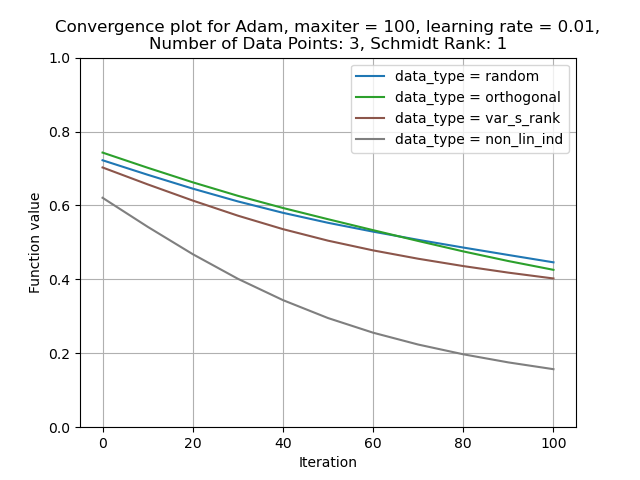 Convergence plot for Adam, maxiter = 100, learning rate = 0.01,
Number of Data Points: 3, Schmidt Rank: 1
1.0
0.8
0.6
0.4
0.2
0.0
Function value
data_type = random
data_type = orthogonal
data_type = var_s_rank
data_type = non_lin_ind
0 20 40 60 80 100
Iteration